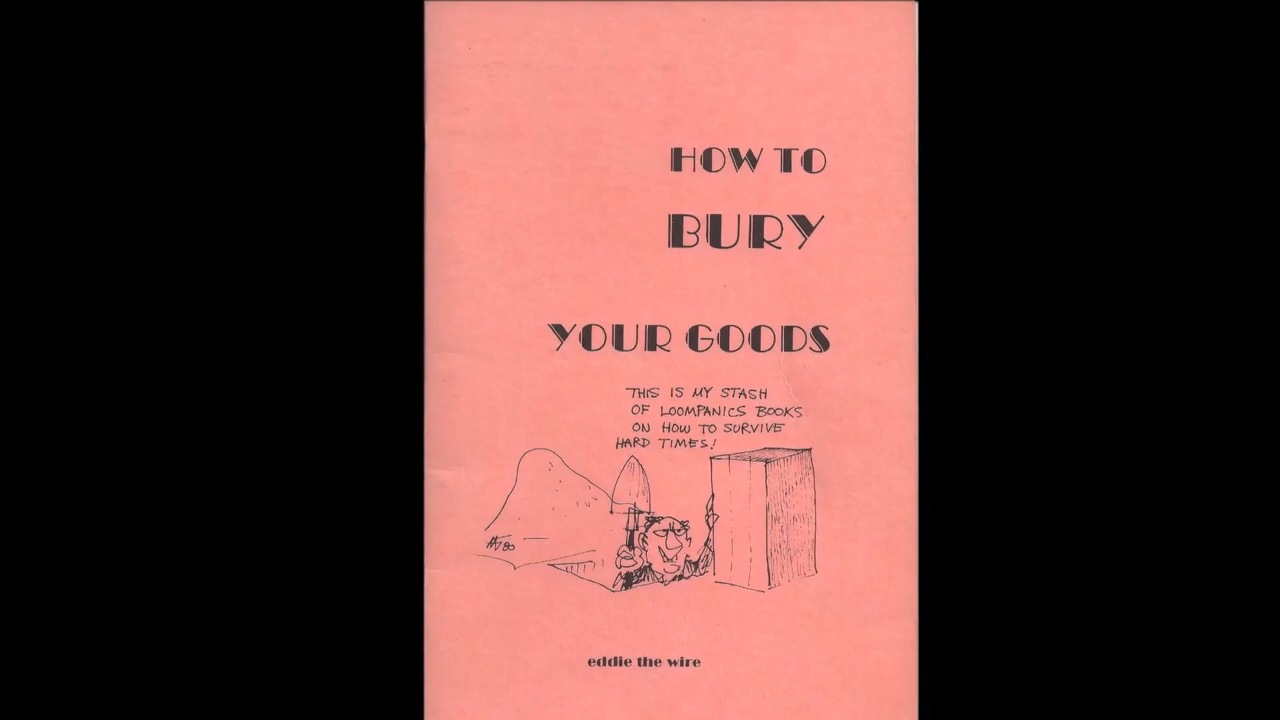 HOW TO
BURY
YOUR GOODS
THIS IS MY STASH
OF LOOMPANICS BOOKS
ON HOW TO SURVIVE
HARD TIMES!
eddie the wire